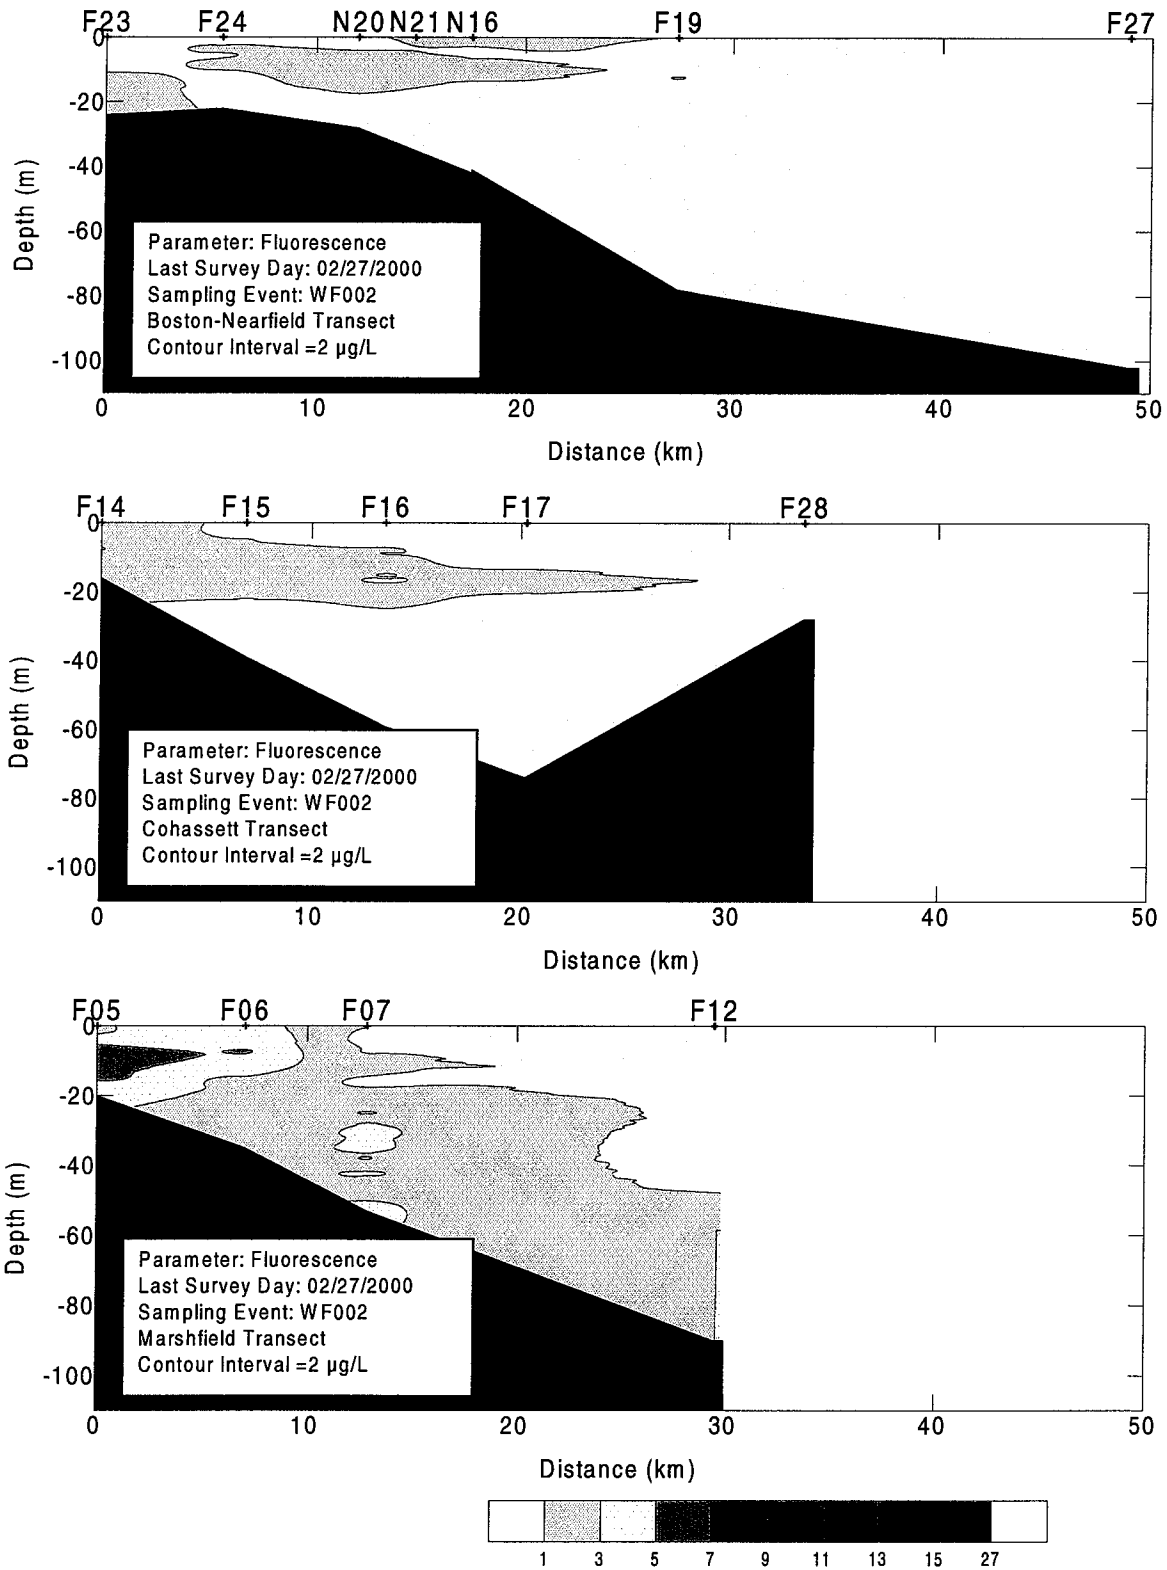 F23 F24 N20 N21 N16 F19 F27
0
-20
-40
-60
-80
-100
Depth (m)
Parameter: Fluorescence
Last Survey Day: 02/27/2000
Sampling Event: WF002
Boston-Nearfield Transect
Contour Interval =2 µg/L
0 10 20 30 40 50
Distance (km)
F14 F15 F16 F17 F28
0
-20
-40
-60
-80
-100
Depth (m)
Parameter: Fluorescence
Last Survey Day: 02/27/2000
Sampling Event: WF002
Cohassett Transect
Contour Interval =2 µg/L
0 10 20 30 40 50
Distance (km)
F05 F06 F07 F12
0
-20
-40
-60
-80
-100
Depth (m)
Parameter: Fluorescence
Last Survey Day: 02/27/2000
Sampling Event: WF002
Marshfield Transect
Contour Interval =2 µg/L
0 10 20 30 40 50
Distance (km)
1 3 5 7 9 11 13 15 27